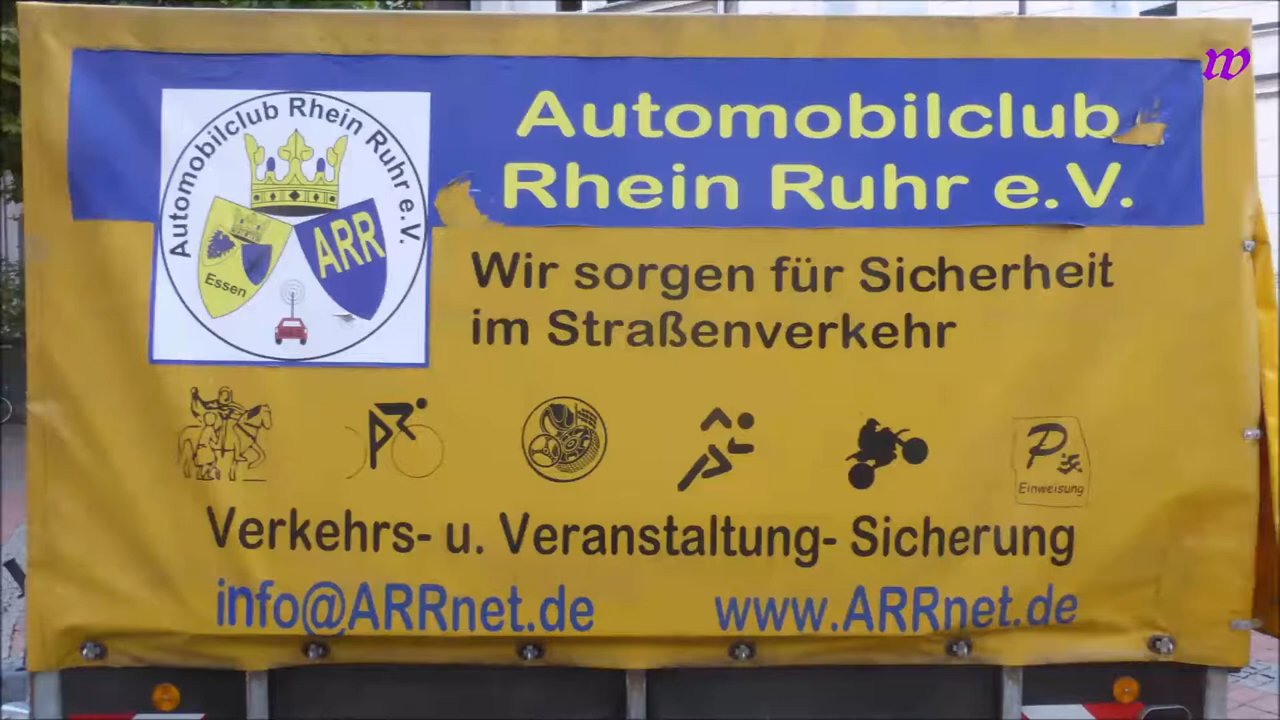 w
Automobilclub
Rhein Ruhr e.V.
Automobilclub Rhein Ruhr e.V.
Essen
ARR
Wir sorgen für Sicherheit
im Straßenverkehr
P
Einweisung
Verkehrs- u. Veranstaltung- Sicherung
info@ARRnet.de
www.ARRnet.de